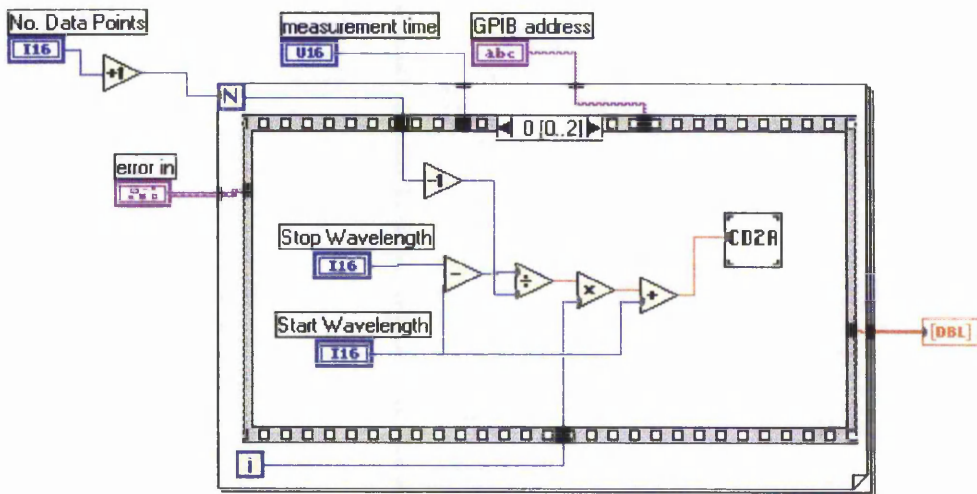 No. Data Points
I16
+1
measurement time
U16
GPIB address
abc
N
0 [0..2]
error in
-1
Stop Wavelength
I16
-
÷
×
+
CD2A
Start Wavelength
I16
[DBL]
i